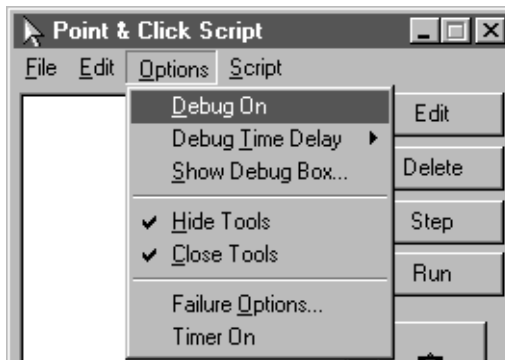 Point & Click Script
File Edit Options Script
Debug On
Debug Time Delay
Show Debug Box...
Hide Tools
Close Tools
Failure Options...
Timer On
Edit
Delete
Step
Run